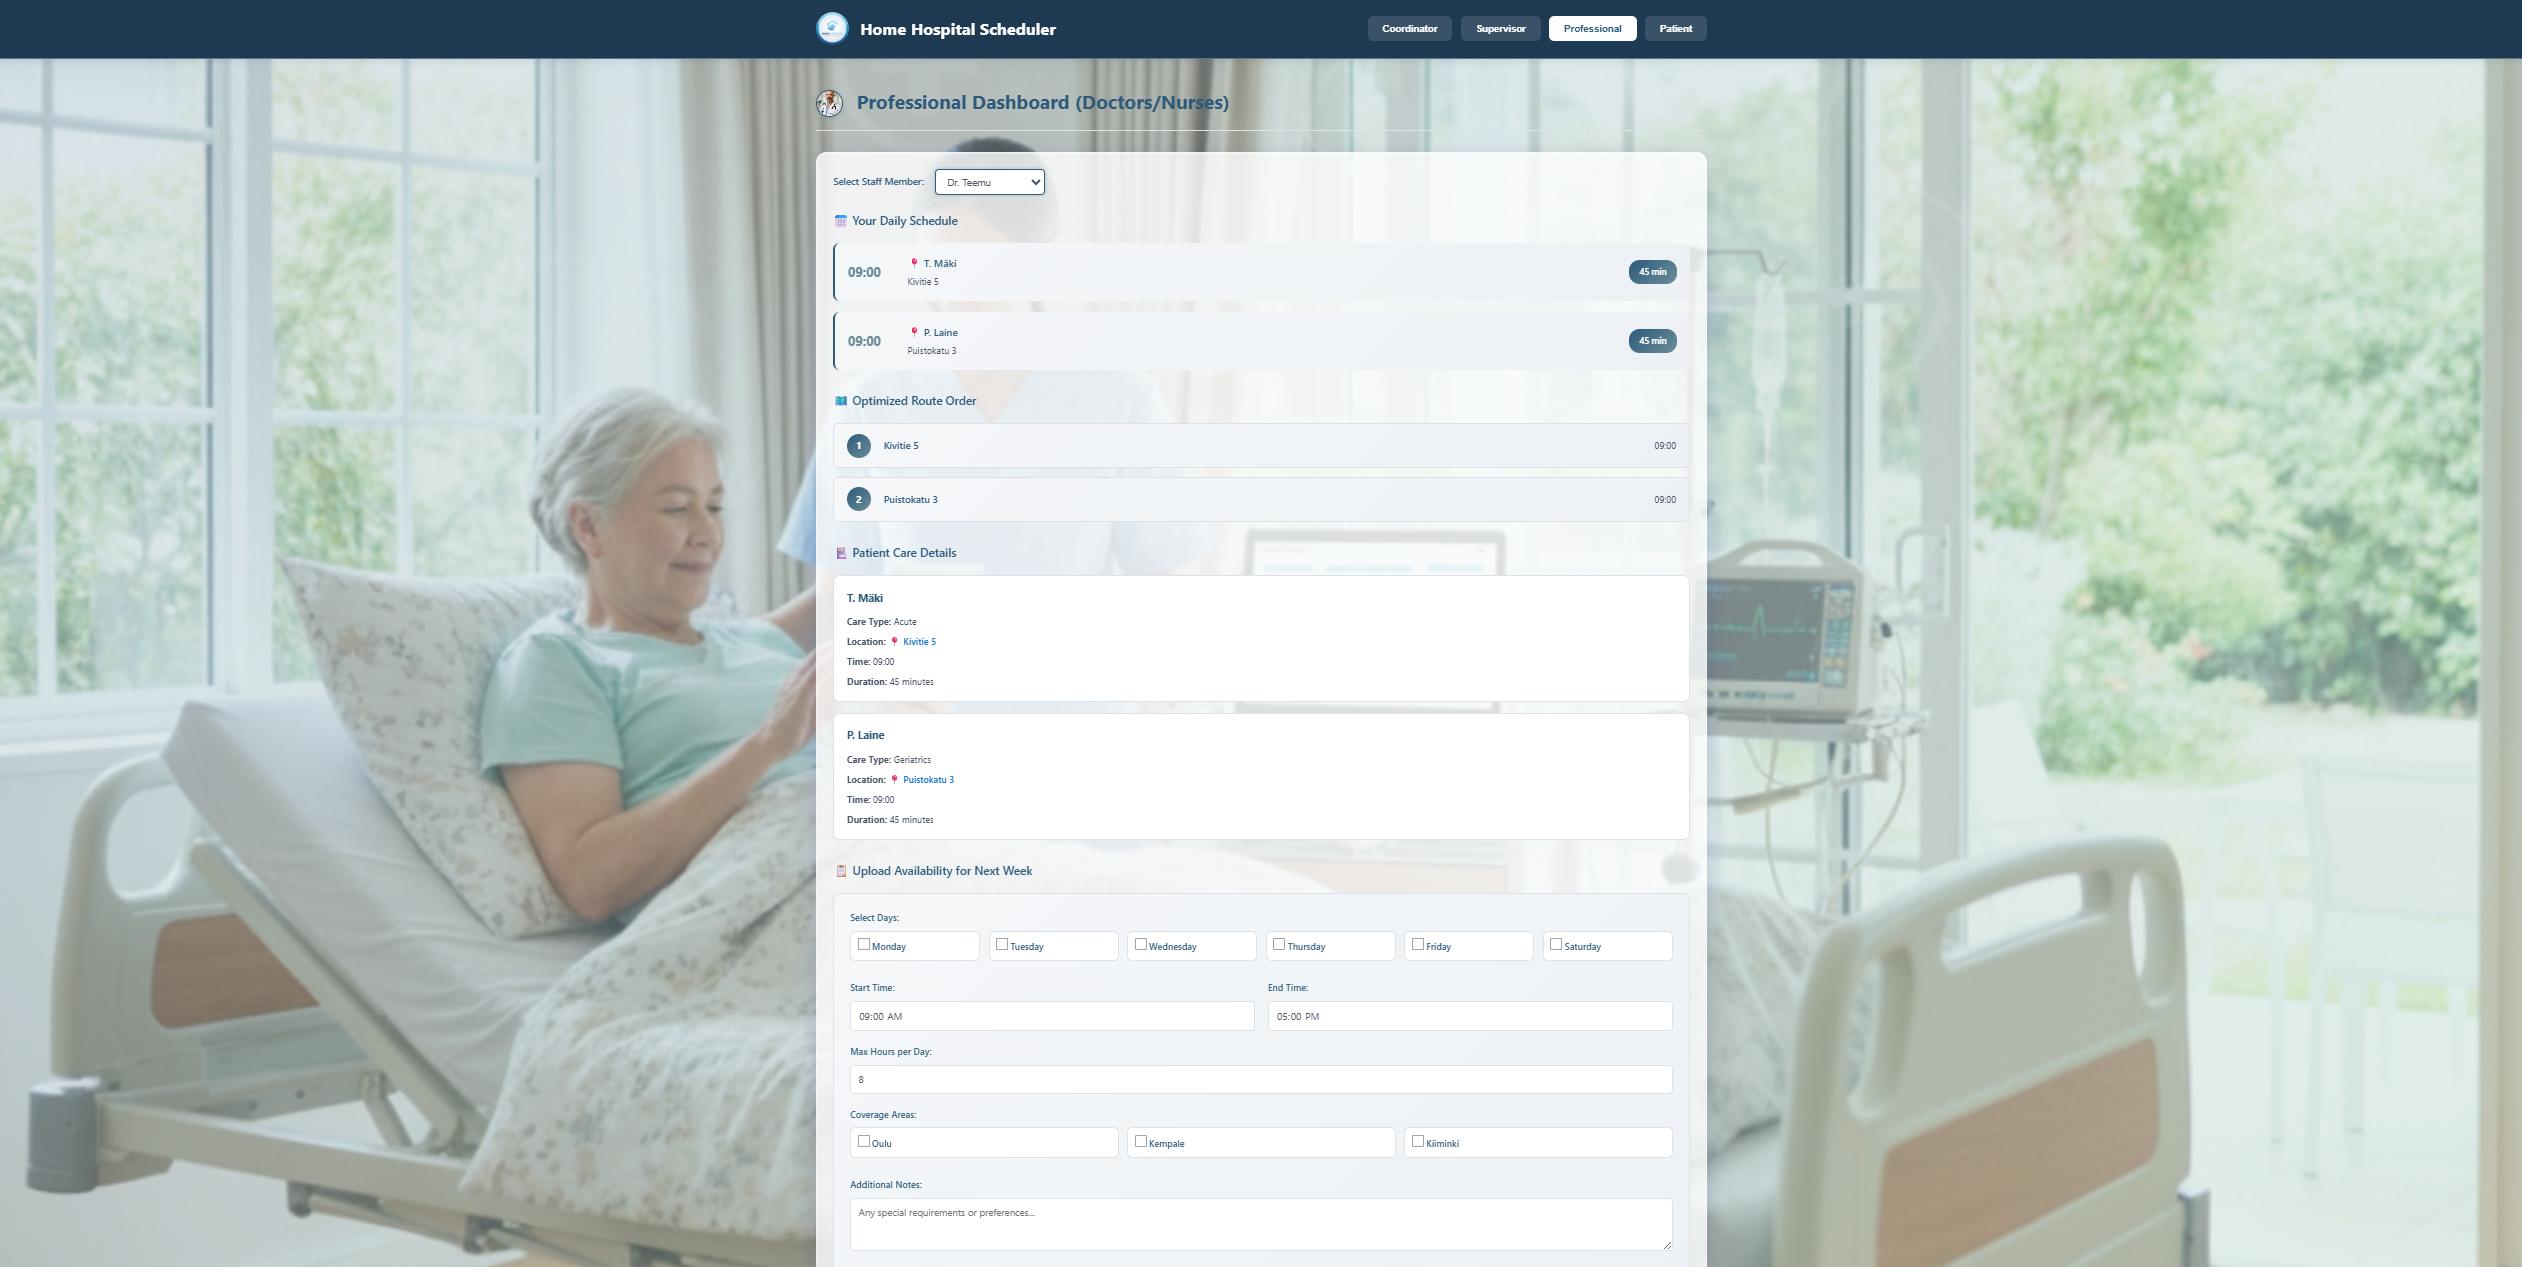 Home Hospital Scheduler
Coordinator Supervisor Professional Patient
Professional Dashboard (Doctors/Nurses)
Select Staff Member: Dr. Teemu
Your Daily Schedule
09:00
T. Mäki
Kivitie 5
45 min
09:00
P. Laine
Puistokatu 3
45 min
Optimized Route Order
1 Kivitie 5 09:00
2 Puistokatu 3 09:00
Patient Care Details
T. Mäki
Care Type: Acute
Location: Kivitie 5
Time: 09:00
Duration: 45 minutes
P. Laine
Care Type: Geriatrics
Location: Puistokatu 3
Time: 09:00
Duration: 45 minutes
Upload Availability for Next Week
Select Days:
Monday Tuesday Wednesday Thursday Friday Saturday
Start Time: End Time:
09:00 AM 05:00 PM
Max Hours per Day:
8
Coverage Areas:
Oulu Kempale Kiiminki
Additional Notes:
Any special requirements or preferences...